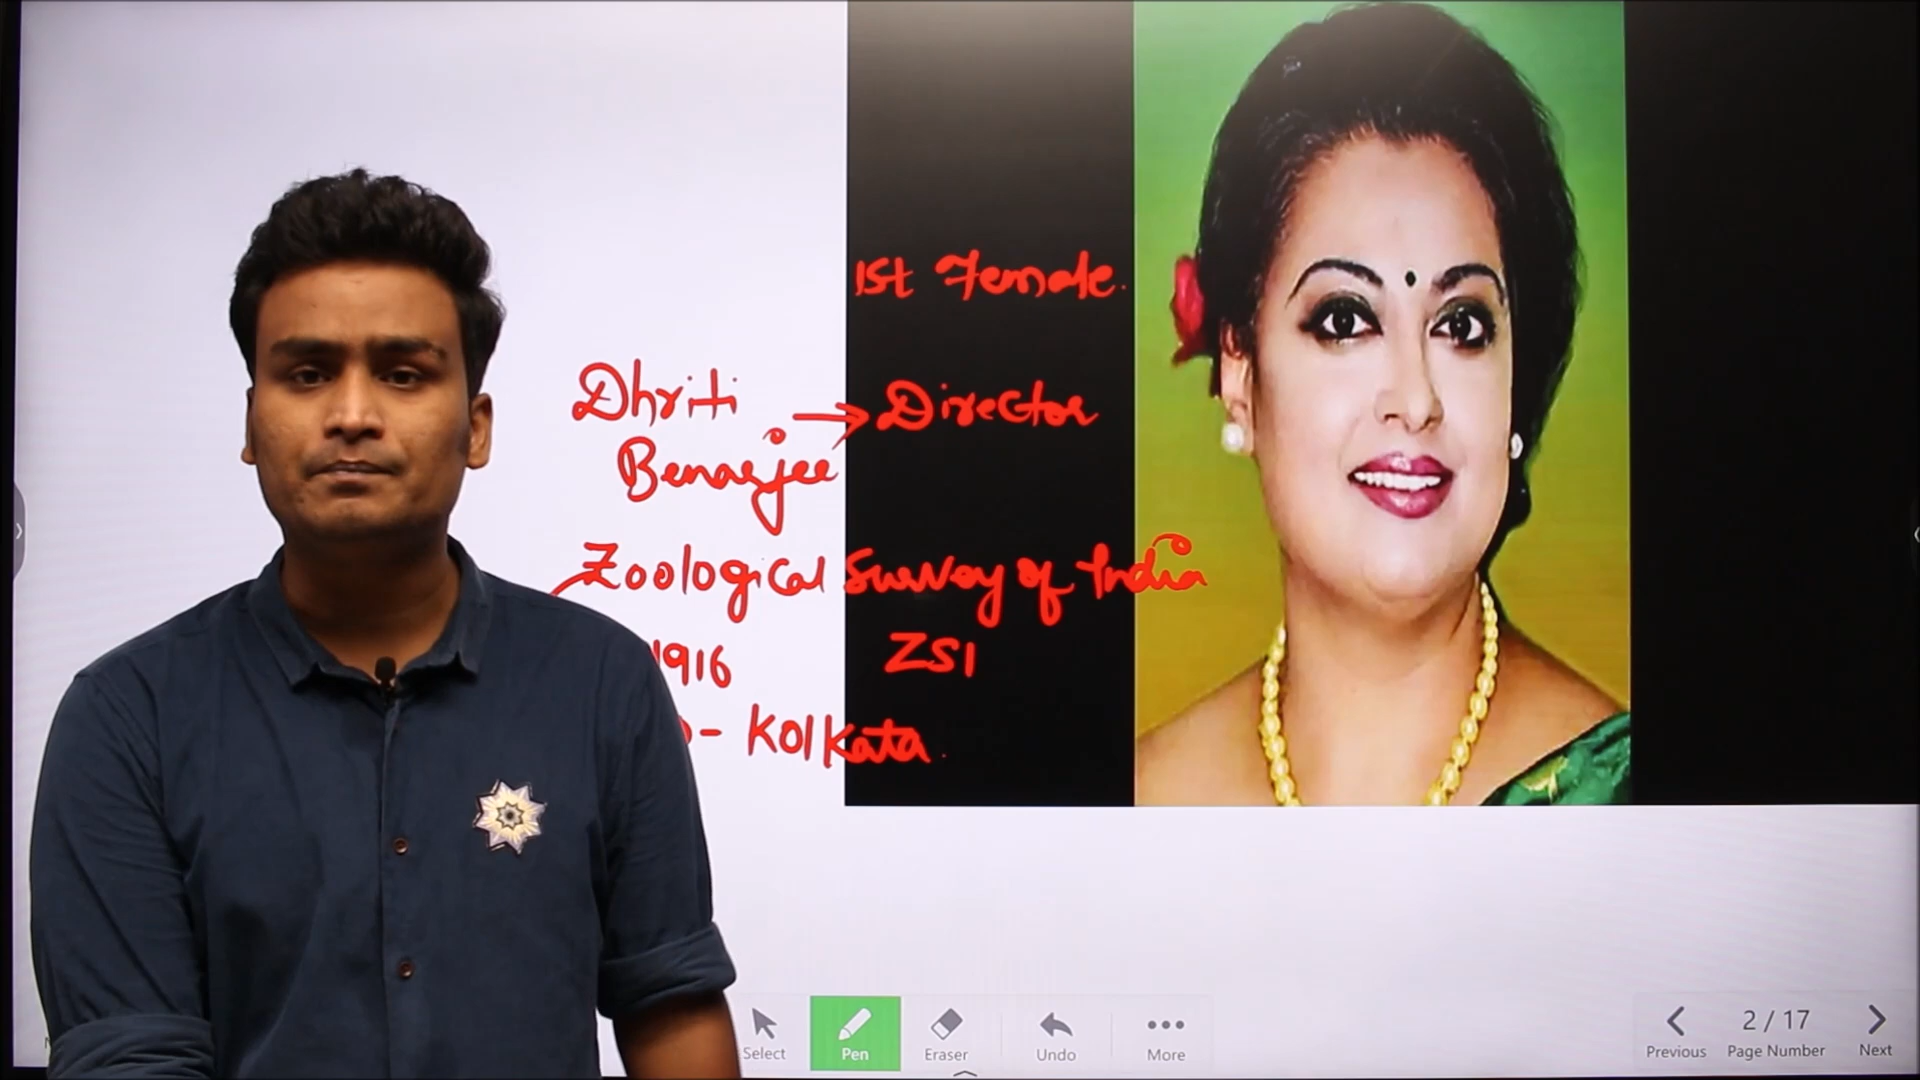 1st Female.
Dhriti → Director
Benarjee
Zoological Survey of India
1916 ZSI
- Kolkata.
Select Pen Eraser Undo More
2 / 17
Previous Page Number Next